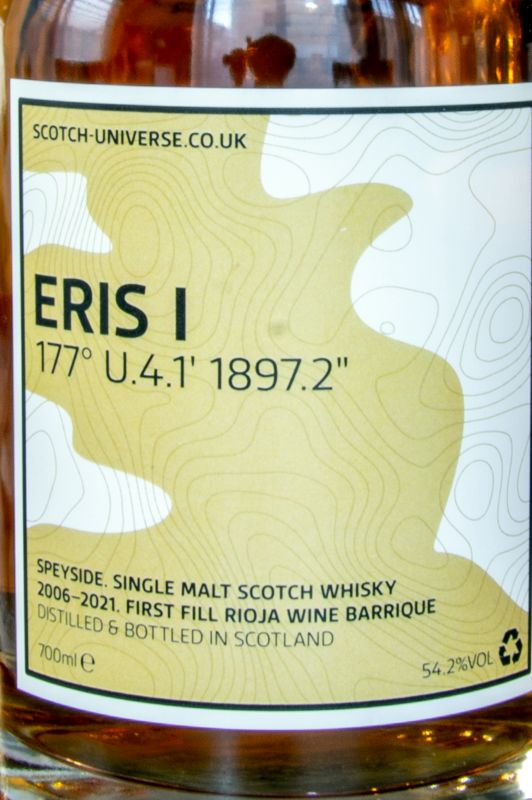 SCOTCH-UNIVERSE.CO.UK
ERIS I
177° U.4.1' 1897.2"
SPEYSIDE. SINGLE MALT SCOTCH WHISKY
2006–2021. FIRST FILL RIOJA WINE BARRIQUE
DISTILLED & BOTTLED IN SCOTLAND
700ml ℮
54.2%VOL